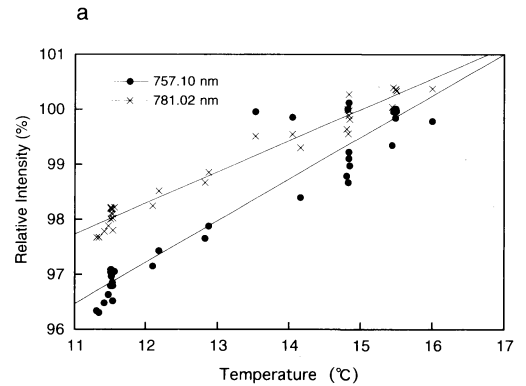 a
101
100
99
98
97
96
Relative Intensity (%)
757.10 nm
781.02 nm
11
12
13
14
15
16
17
Temperature (℃)